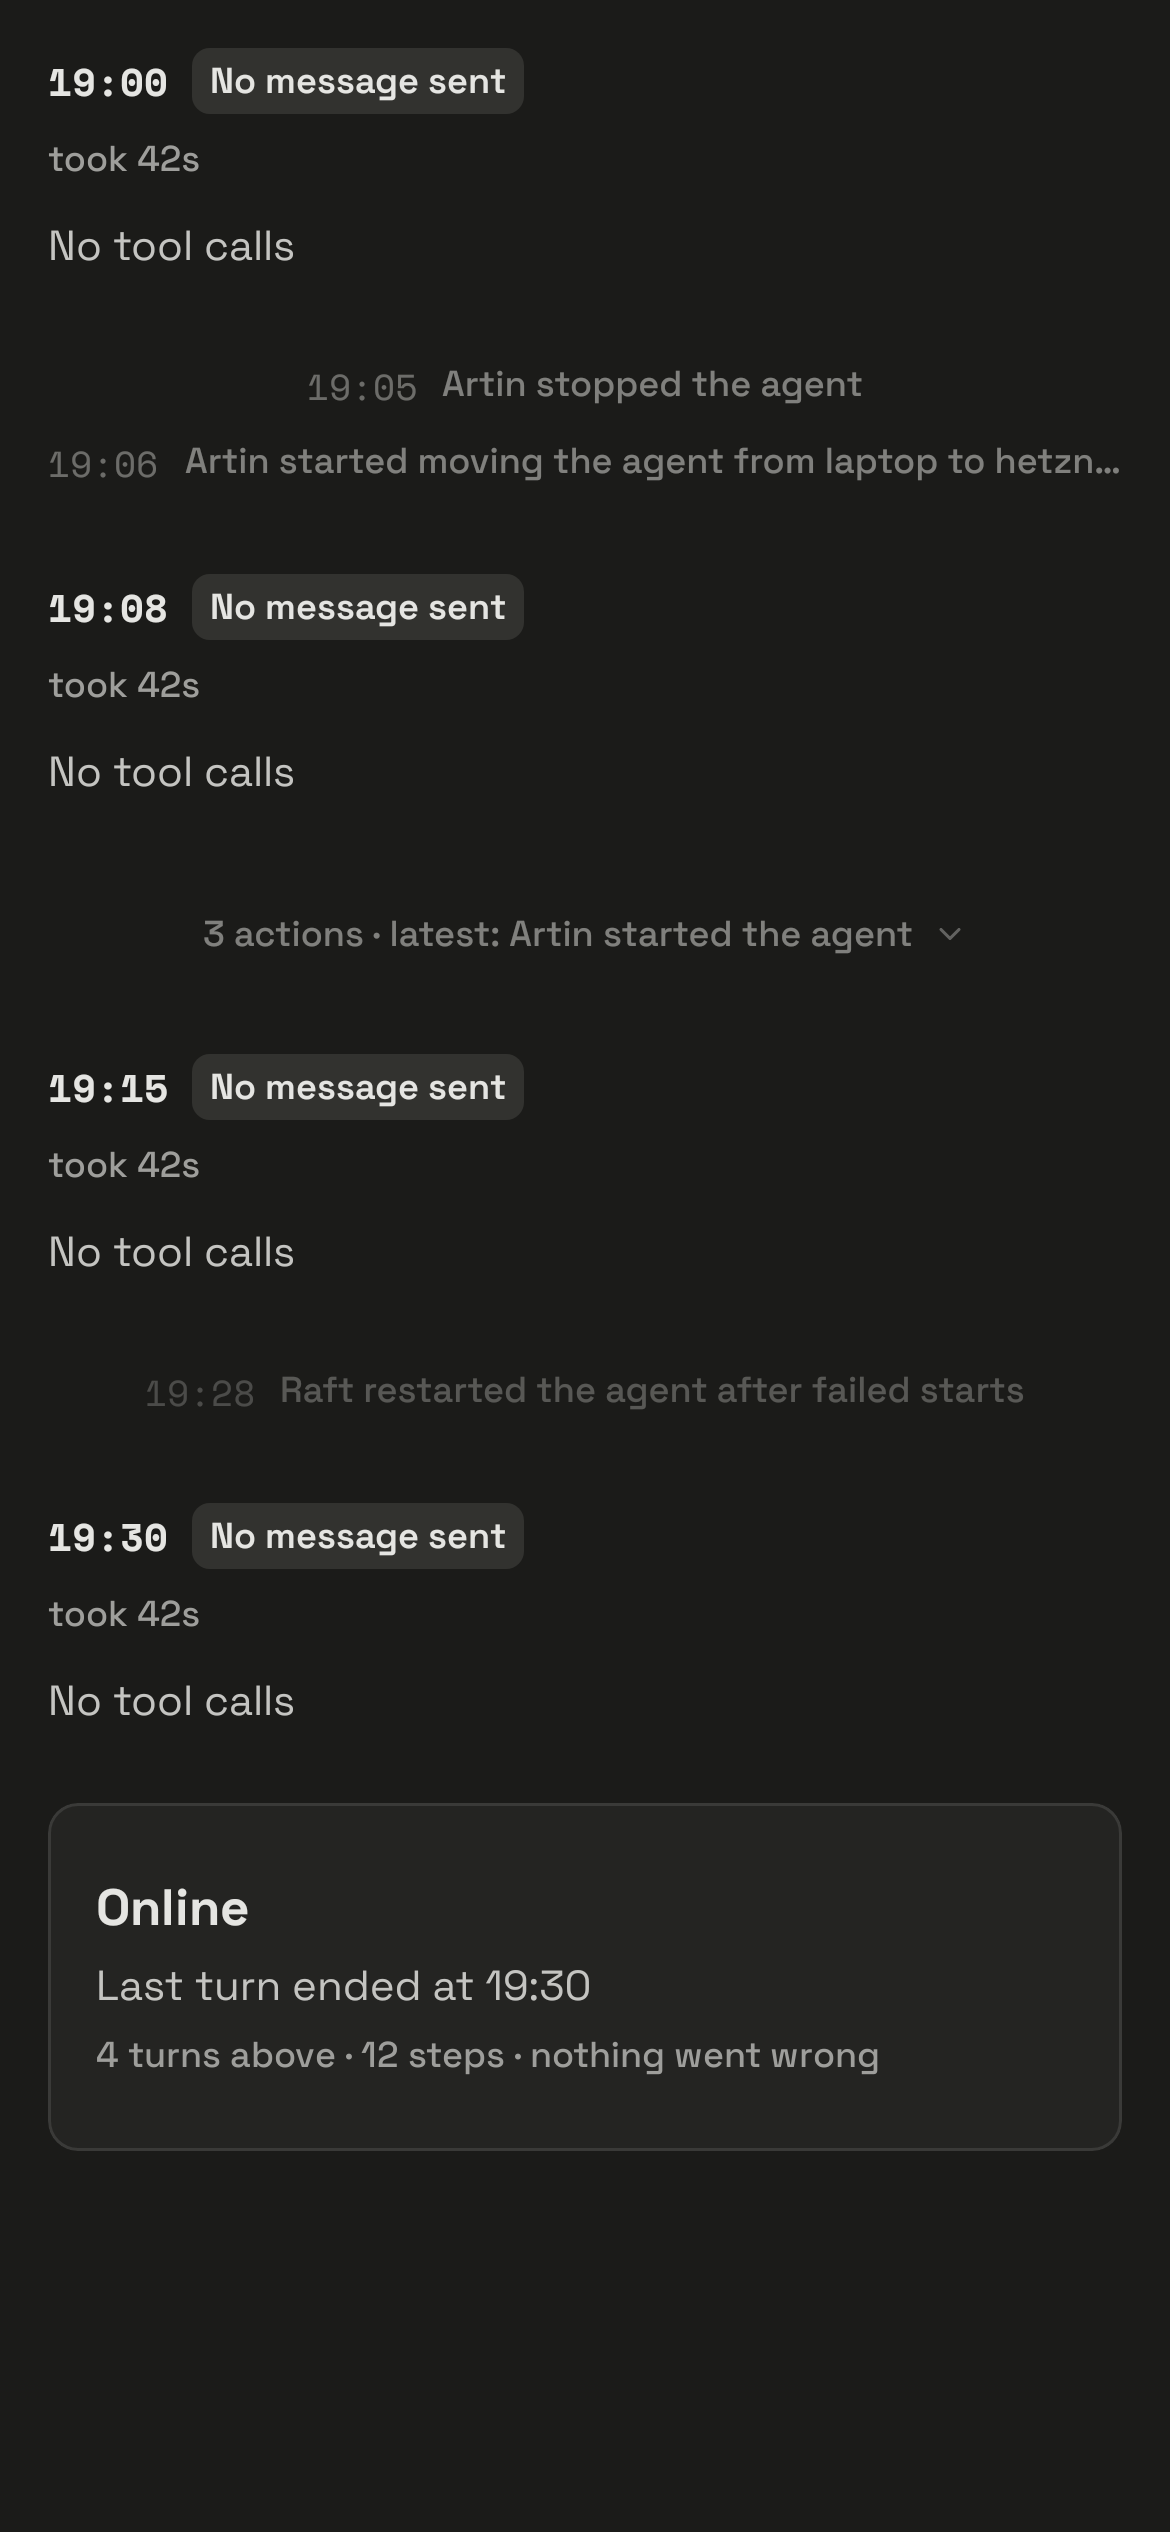 19:00 No message sent
took 42s
No tool calls
19:05 Artin stopped the agent
19:06 Artin started moving the agent from laptop to hetzn…
19:08 No message sent
took 42s
No tool calls
3 actions · latest: Artin started the agent
19:15 No message sent
took 42s
No tool calls
19:28 Raft restarted the agent after failed starts
19:30 No message sent
took 42s
No tool calls
Online
Last turn ended at 19:30
4 turns above · 12 steps · nothing went wrong